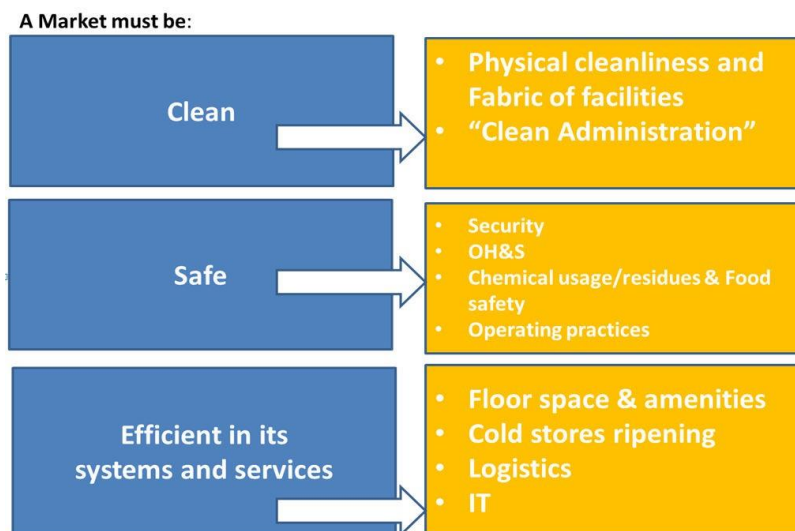 A Market must be:
Clean
• Physical cleanliness and
Fabric of facilities
• “Clean Administration”
Safe
• Security
• OH&S
• Chemical usage/residues & Food
safety
• Operating practices
Efficient in its
systems and services
• Floor space & amenities
• Cold stores ripening
• Logistics
• IT